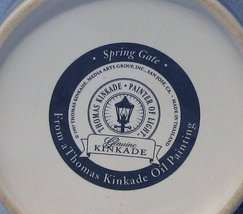 • Spring Gate •
© 1997 THOMAS KINKADE, MEDIA ARTS GROUP, INC., SAN JOSE, CA • MADE IN THAILAND
THOMAS KINKADE • PAINTER OF LIGHT
Genuine
KINKADE
From a Thomas Kinkade Oil Painting